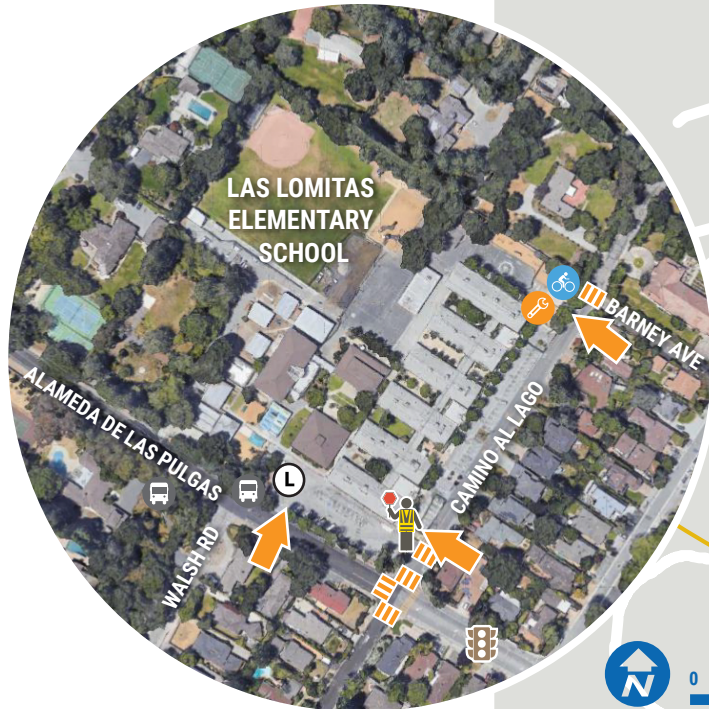 LAS LOMITAS
ELEMENTARY
SCHOOL
BARNEY AVE
ALAMEDA DE LAS PULGAS
CAMINO AL LAGO
L
WALSH RD
N
0